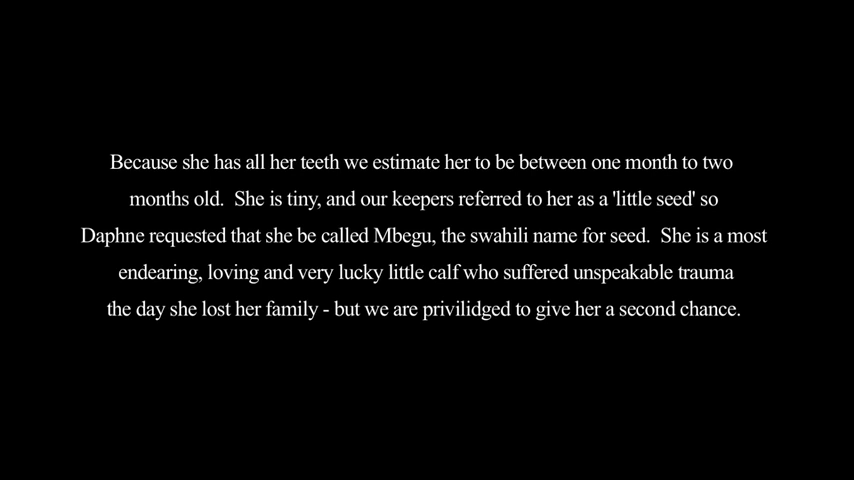 Because she has all her teeth we estimate her to be between one month to two
months old.  She is tiny, and our keepers referred to her as a 'little seed' so
Daphne requested that she be called Mbegu, the swahili name for seed.  She is a most
endearing, loving and very lucky little calf who suffered unspeakable trauma
the day she lost her family - but we are privilidged to give her a second chance.